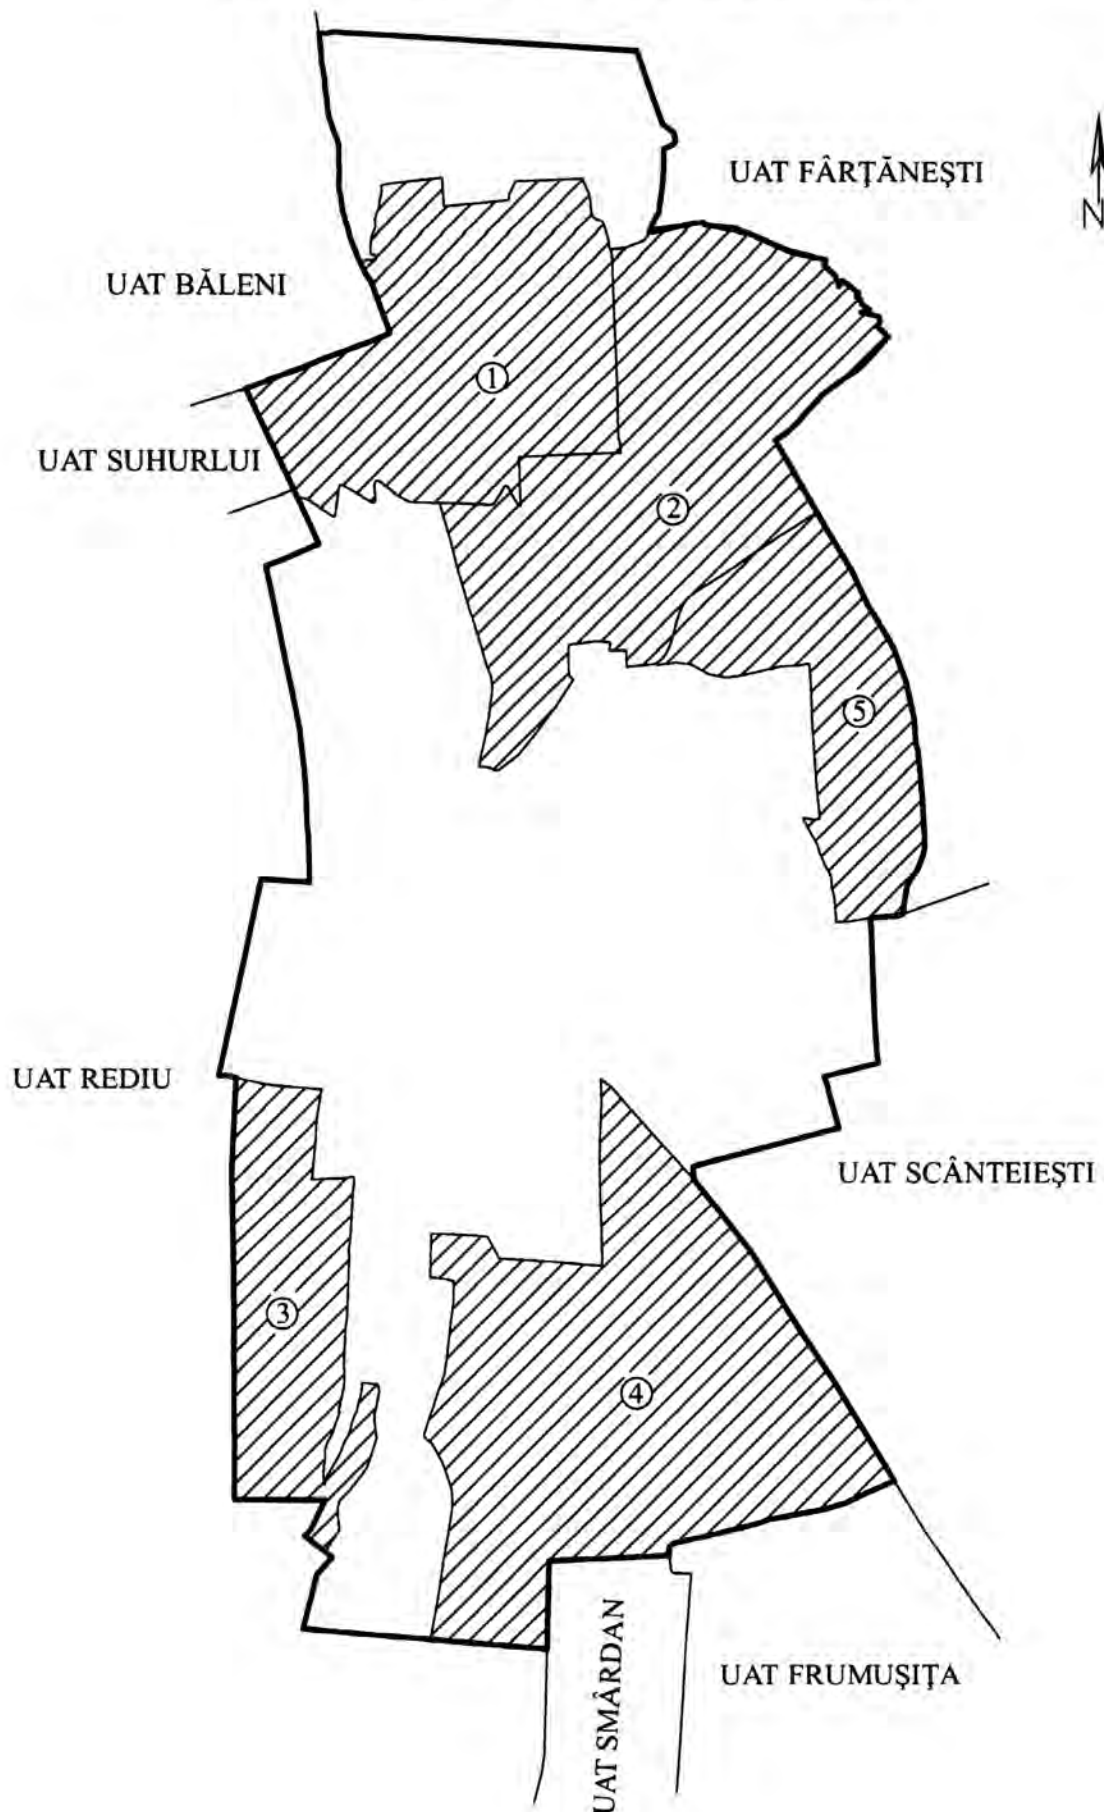 UAT FÂRȚĂNEȘTI
N
UAT BĂLENI
1
UAT SUHURLUI
2
5
UAT REDIU
UAT SCÂNTEIEȘTI
3
4
UAT SMÂRDAN
UAT FRUMUȘIȚA